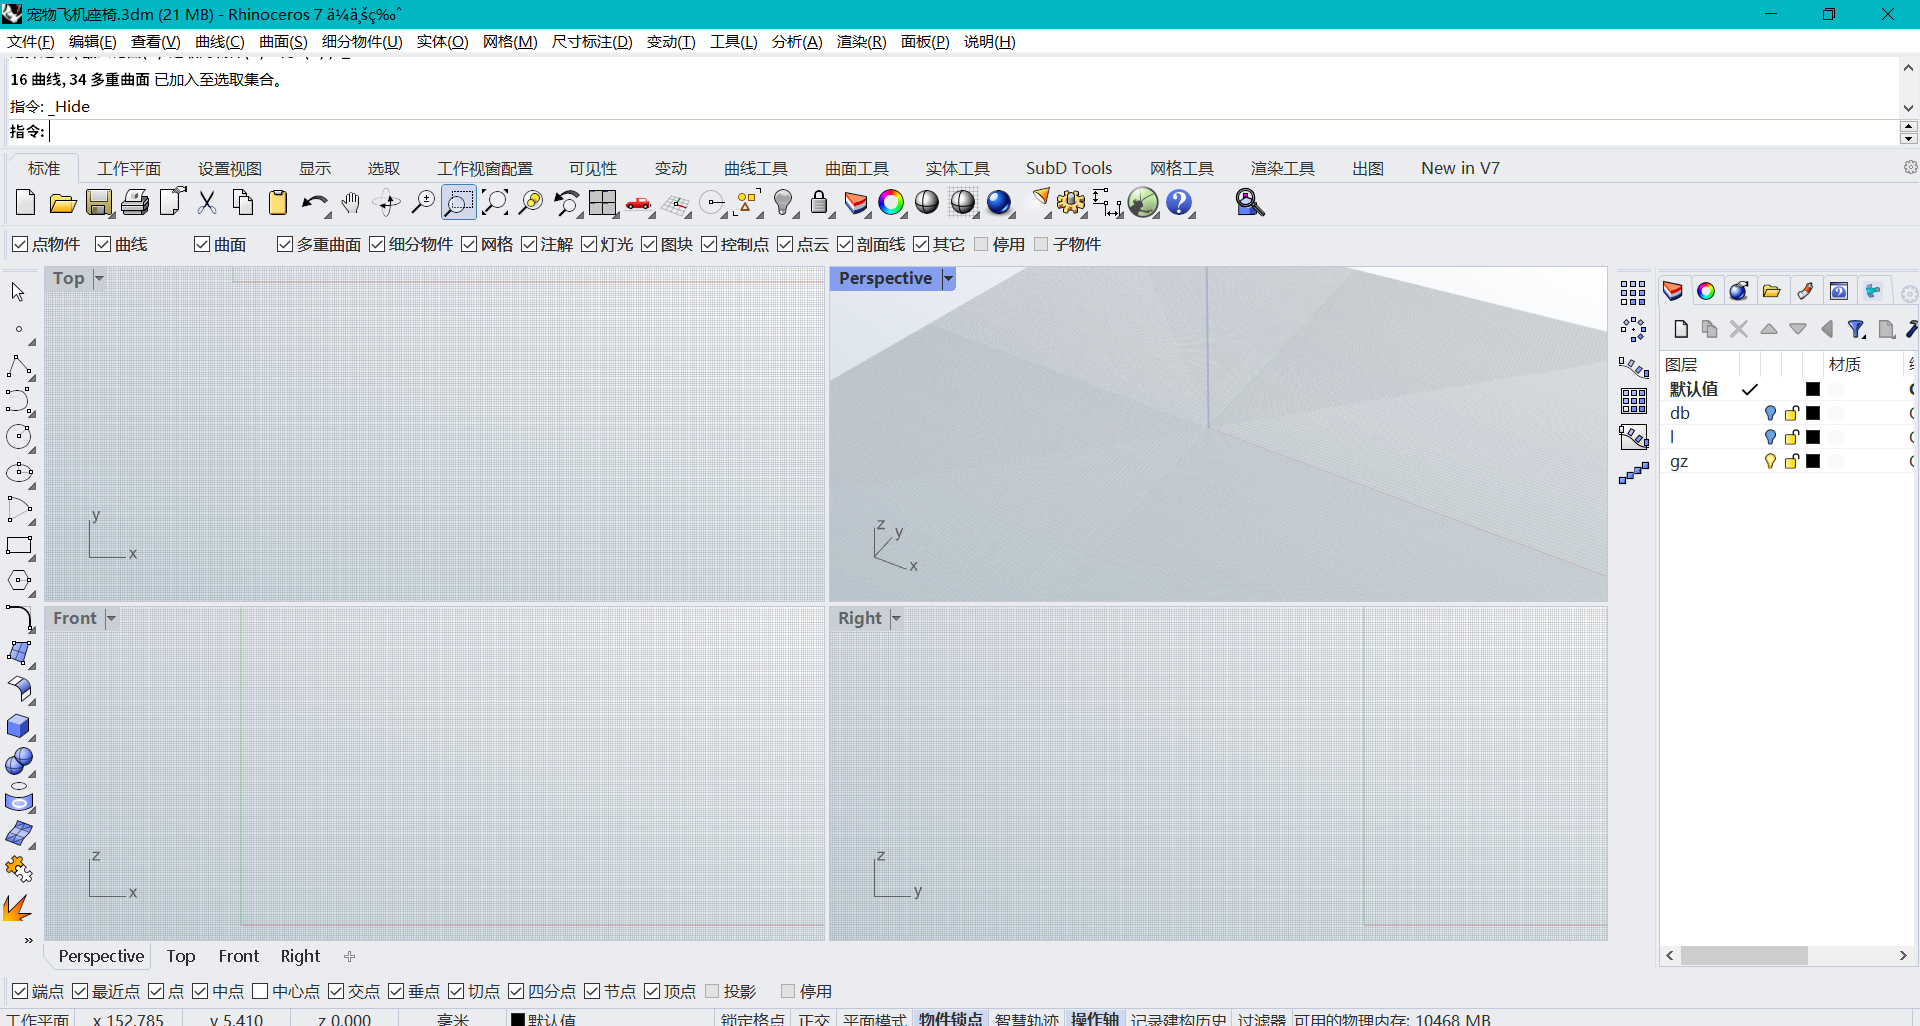 宠物飞机座椅.3dm (21 MB) - Rhinoceros 7 ä¼ä¸šç‰ˆ
文件(F) 编辑(E) 查看(V) 曲线(C) 曲面(S) 细分物件(U) 实体(O) 网格(M) 尺寸标注(D) 变动(T) 工具(L) 分析(A) 渲染(R) 面板(P) 说明(H)
16 曲线, 34 多重曲面 已加入至选取集合。
指令: _Hide
指令:
标准 工作平面 设置视图 显示 选取 工作视窗配置 可见性 变动 曲线工具 曲面工具 实体工具 SubD Tools 网格工具 渲染工具 出图 New in V7
点物件 曲线 曲面 多重曲面 细分物件 网格 注解 灯光 图块 控制点 点云 剖面线 其它 停用 子物件
Top
y
x
Perspective
z
y
x
Front
z
x
Right
z
y
图层 材质
默认值
db
l
gz
Perspective Top Front Right
端点 最近点 点 中点 中心点 交点 垂点 切点 四分点 节点 顶点 投影 停用
工作平面 x 152.785 y 5.410 z 0.000 毫米 默认值 锁定格点 正交 平面模式 物件锁点 智慧轨迹 操作轴 记录建构历史 过滤器 可用的物理内存: 10468 MB